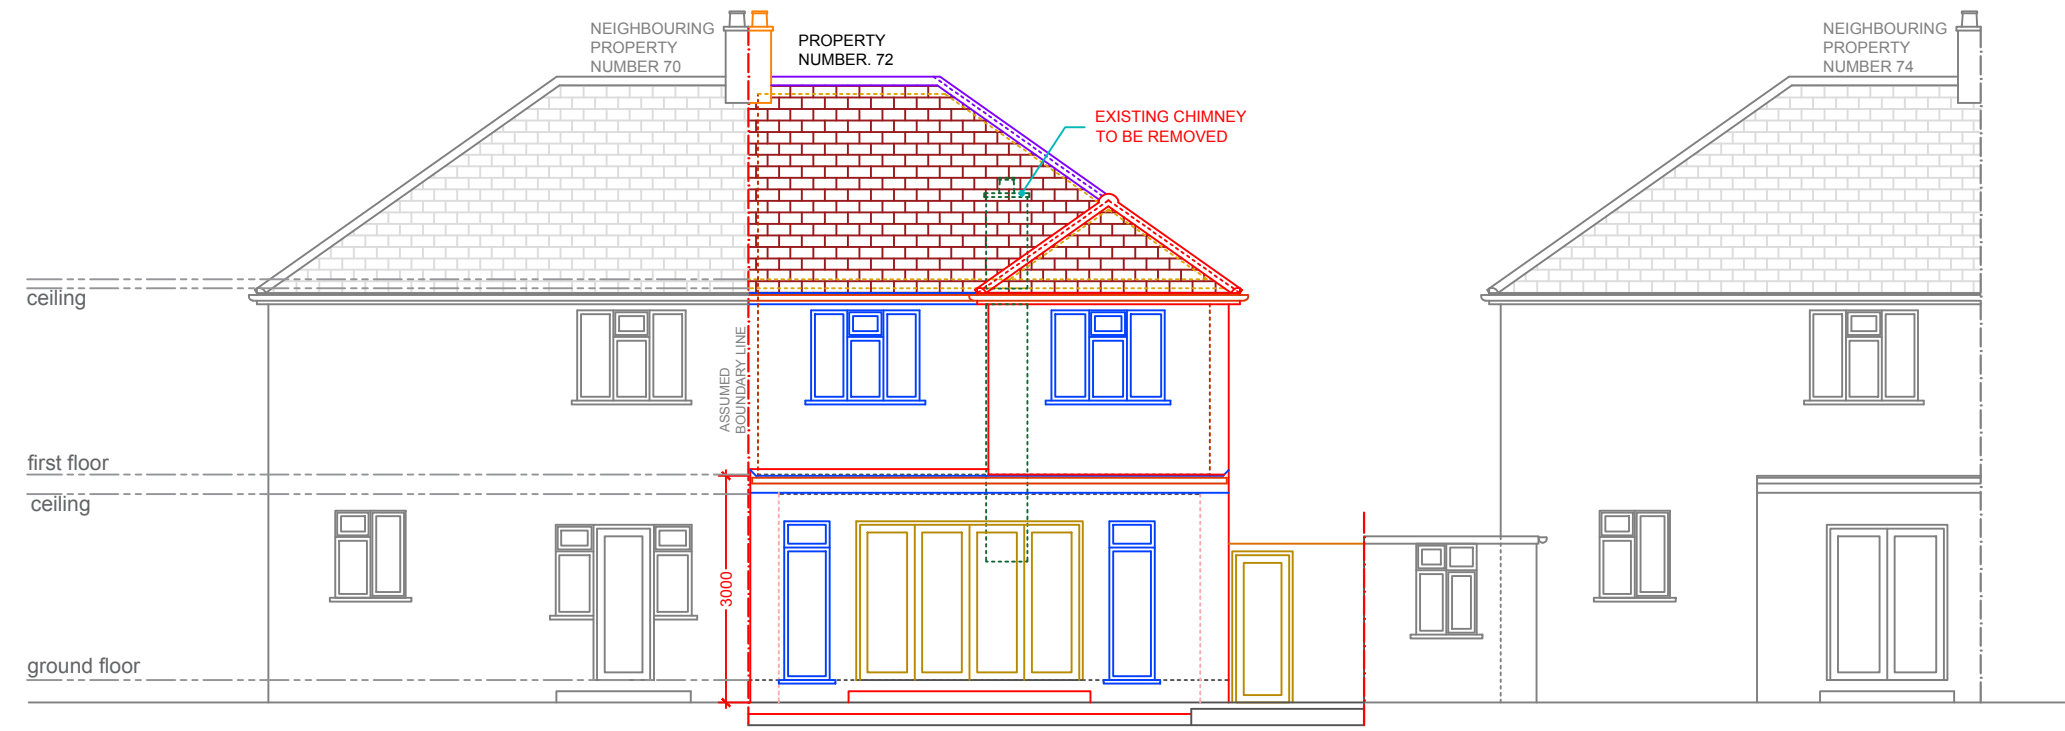 NEIGHBOURING
PROPERTY
NUMBER 70
PROPERTY
NUMBER. 72
NEIGHBOURING
PROPERTY
NUMBER 74
EXISTING CHIMNEY
TO BE REMOVED
ceiling
ASSUMED
BOUNDARY LINE
first floor
ceiling
3000
ground floor